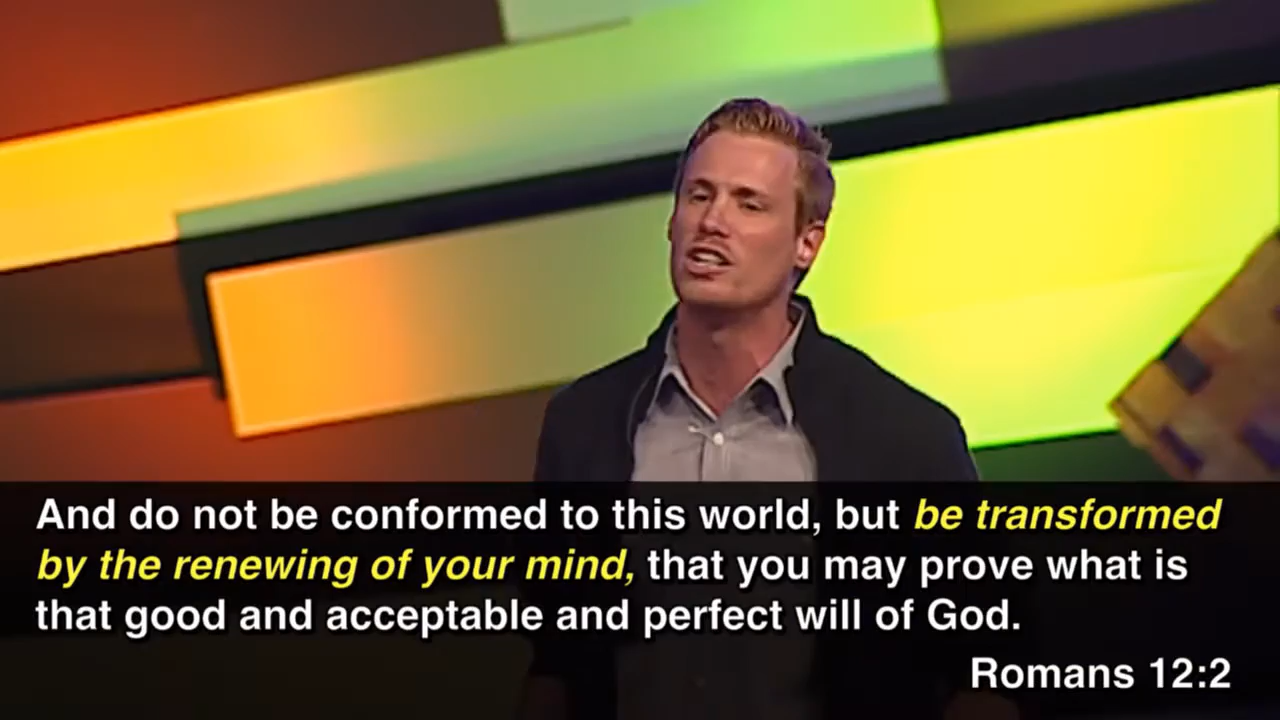 And do not be conformed to this world, but be transformed
by the renewing of your mind, that you may prove what is
that good and acceptable and perfect will of God.
Romans 12:2